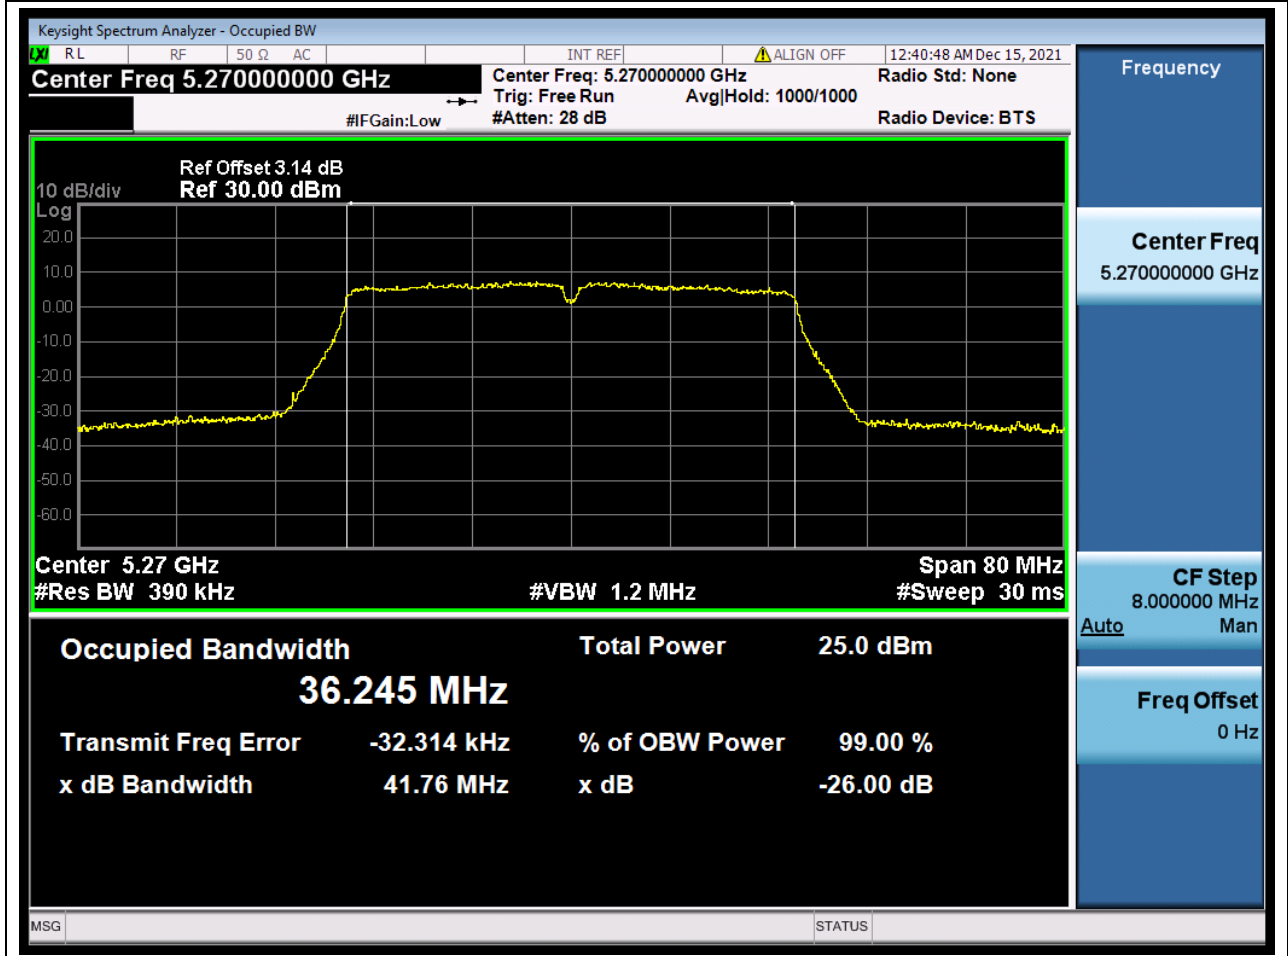 Keysight Spectrum Analyzer - Occupied BW
LXI RL RF 50 Ω AC INT REF ALIGN OFF 12:40:48 AM Dec 15, 2021
Center Freq 5.270000000 GHz
Center Freq: 5.270000000 GHz
Radio Std: None
Trig: Free Run Avg|Hold: 1000/1000
#IFGain:Low
#Atten: 28 dB
Radio Device: BTS
Ref Offset 3.14 dB
10 dB/div Ref 30.00 dBm
Log
20.0
10.0
0.00
-10.0
-20.0
-30.0
-40.0
-50.0
-60.0
Center 5.27 GHz Span 80 MHz
#Res BW 390 kHz #VBW 1.2 MHz #Sweep 30 ms
Occupied Bandwidth Total Power 25.0 dBm
36.245 MHz
Transmit Freq Error -32.314 kHz % of OBW Power 99.00 %
x dB Bandwidth 41.76 MHz x dB -26.00 dB
MSG STATUS
Frequency
Center Freq
5.270000000 GHz
CF Step
8.000000 MHz
Auto Man
Freq Offset
0 Hz